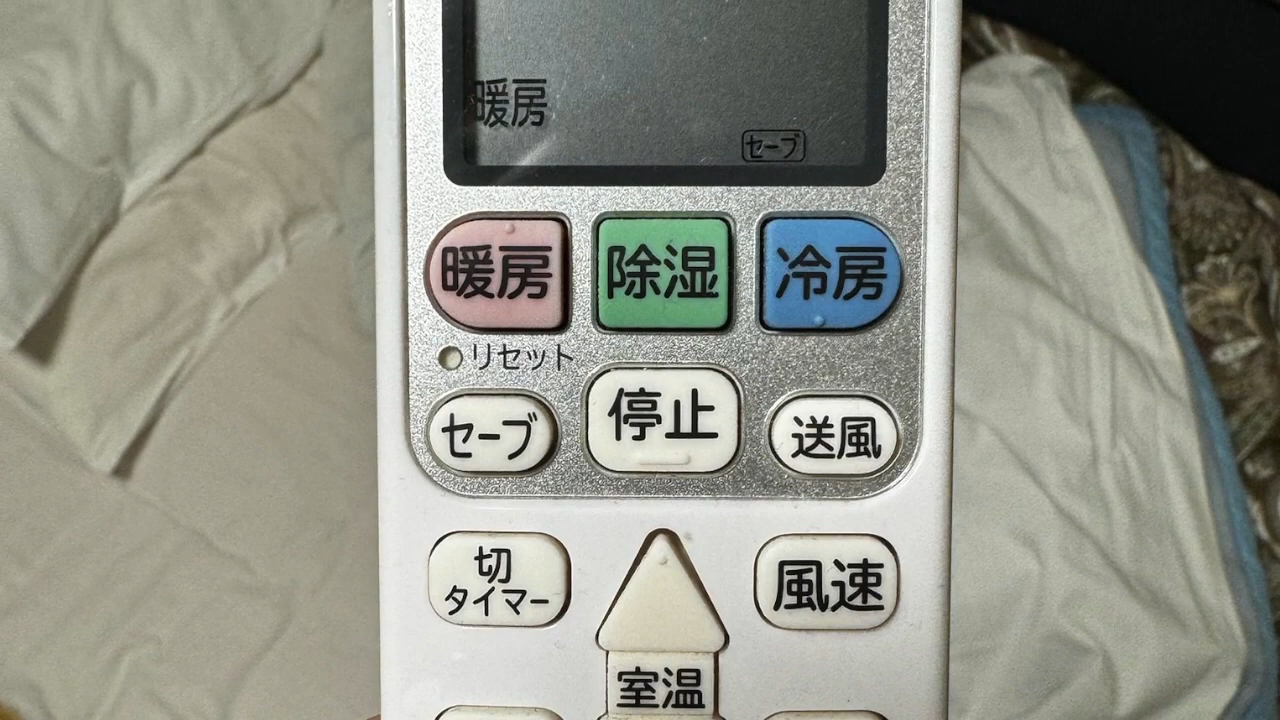 暖房
セーブ
暖房 除湿 冷房
リセット
セーブ 停止 送風
切
タイマー
風速
室温